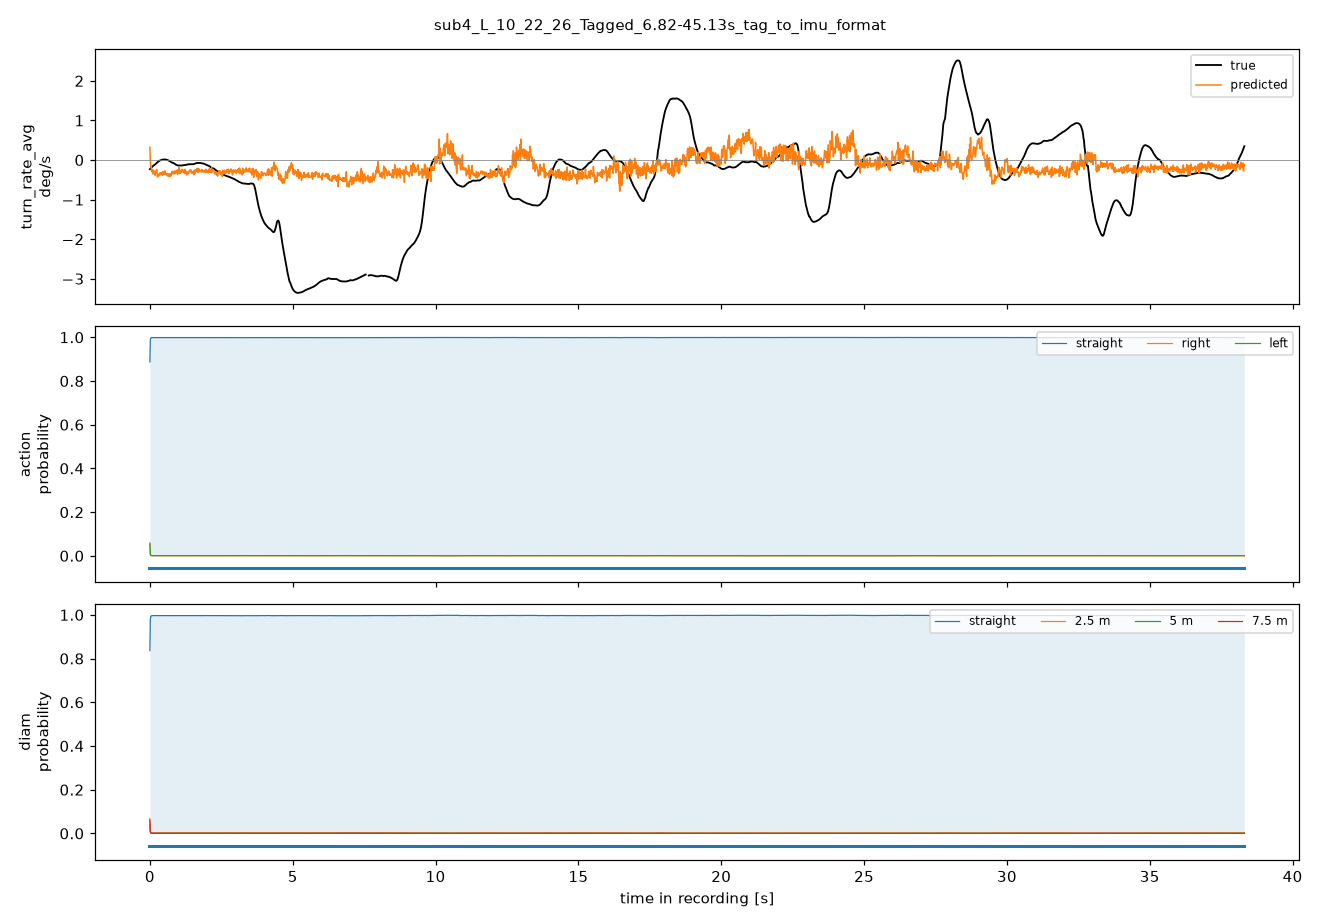 sub4_L_10_22_26_Tagged_6.82-45.13s_tag_to_imu_format
turn_rate_avg
deg/s
2
1
0
−1
−2
−3
true
predicted
action
probability
1.0
0.8
0.6
0.4
0.2
0.0
straight right left
diam
probability
1.0
0.8
0.6
0.4
0.2
0.0
straight 2.5 m 5 m 7.5 m
0 5 10 15 20 25 30 35 40
time in recording [s]